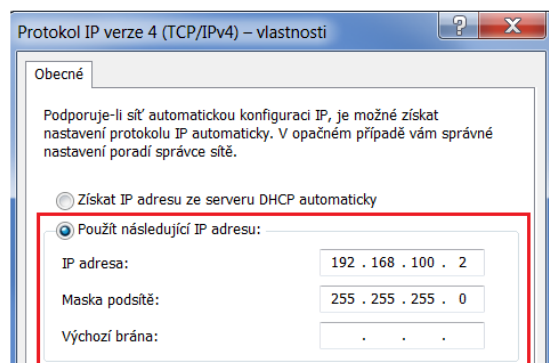 Protokol IP verze 4 (TCP/IPv4) – vlastnosti
?
X
Obecné
Podporuje-li síť automatickou konfiguraci IP, je možné získat
nastavení protokolu IP automaticky. V opačném případě vám správné
nastavení poradí správce sítě.
Získat IP adresu ze serveru DHCP automaticky
Použít následující IP adresu:
IP adresa: 192 . 168 . 100 . 2
Maska podsítě: 255 . 255 . 255 . 0
Výchozí brána: . . .